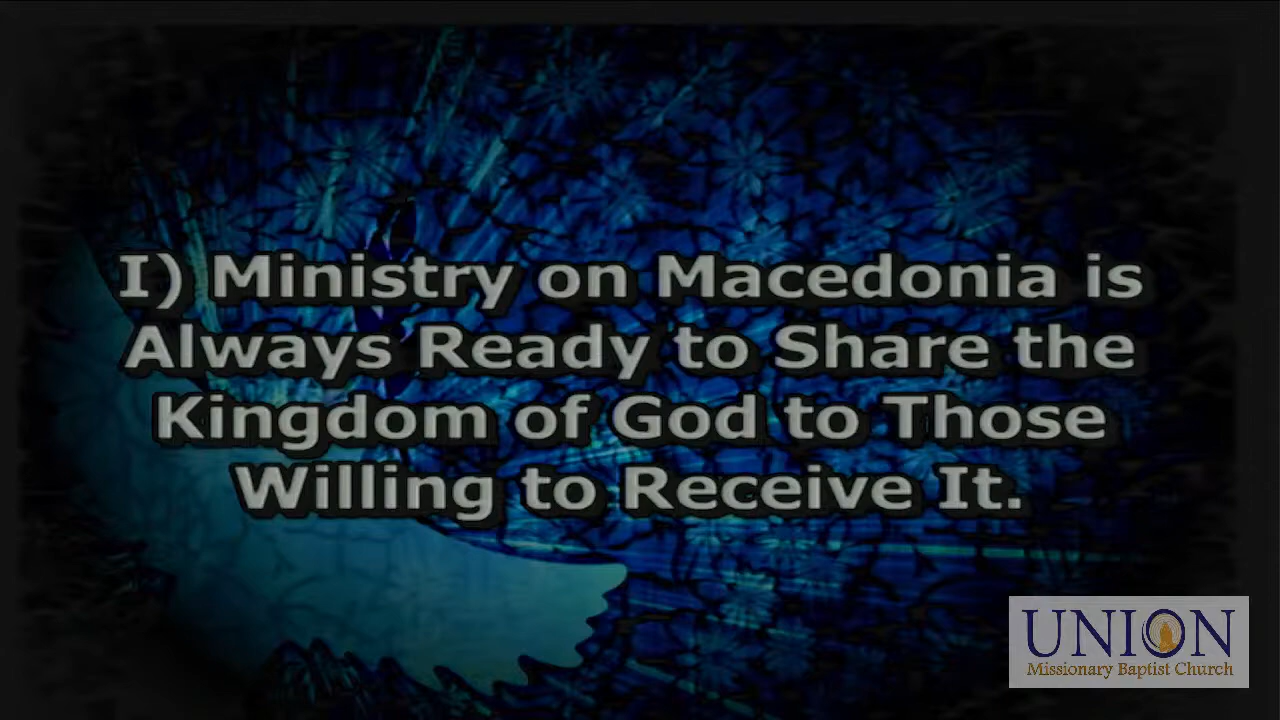 I) Ministry on Macedonia is
Always Ready to Share the
Kingdom of God to Those
Willing to Receive It.
UNION
Missionary Baptist Church